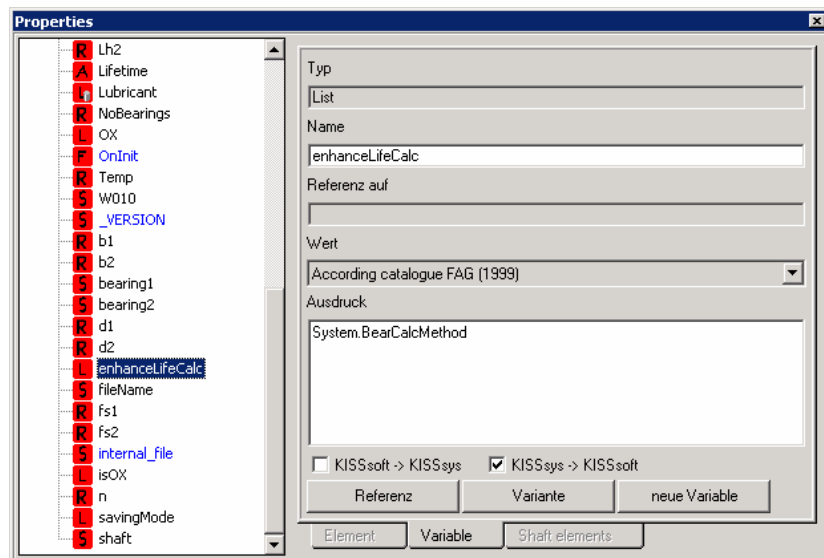 Properties
R Lh2
A Lifetime
L Lubricant
R NoBearings
L OX
F OnInit
R Temp
S W010
S _VERSION
R b1
R b2
S bearing1
S bearing2
R d1
R d2
L enhanceLifeCalc
S fileName
R fs1
R fs2
S internal_file
L isOX
R n
L savingMode
S shaft
Typ
List
Name
enhanceLifeCalc
Referenz auf
Wert
According catalogue FAG (1999)
Ausdruck
System.BearCalcMethod
KISSsoft -> KISSsys KISSsys -> KISSsoft
Referenz Variante neue Variable
Element Variable Shaft elements